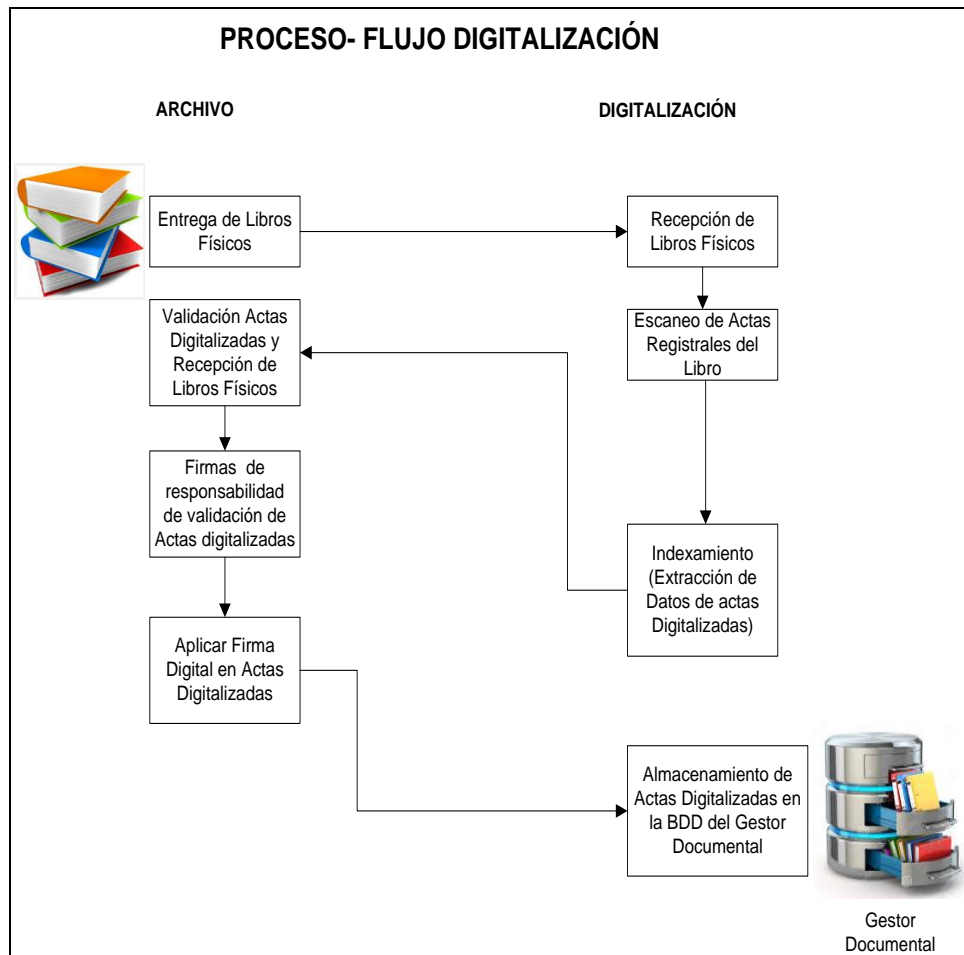 PROCESO- FLUJO DIGITALIZACIÓN
ARCHIVO
DIGITALIZACIÓN
Entrega de Libros
Físicos
Recepción de
Libros Físicos
Validación Actas
Digitalizadas y
Recepción de
Libros Físicos
Escaneo de Actas
Registrales del
Libro
Firmas de
responsabilidad
de validación de
Actas digitalizadas
Indexamiento
(Extracción de
Datos de actas
Digitalizadas)
Aplicar Firma
Digital en Actas
Digitalizadas
Almacenamiento de
Actas Digitalizadas en
la BDD del Gestor
Documental
Gestor
Documental